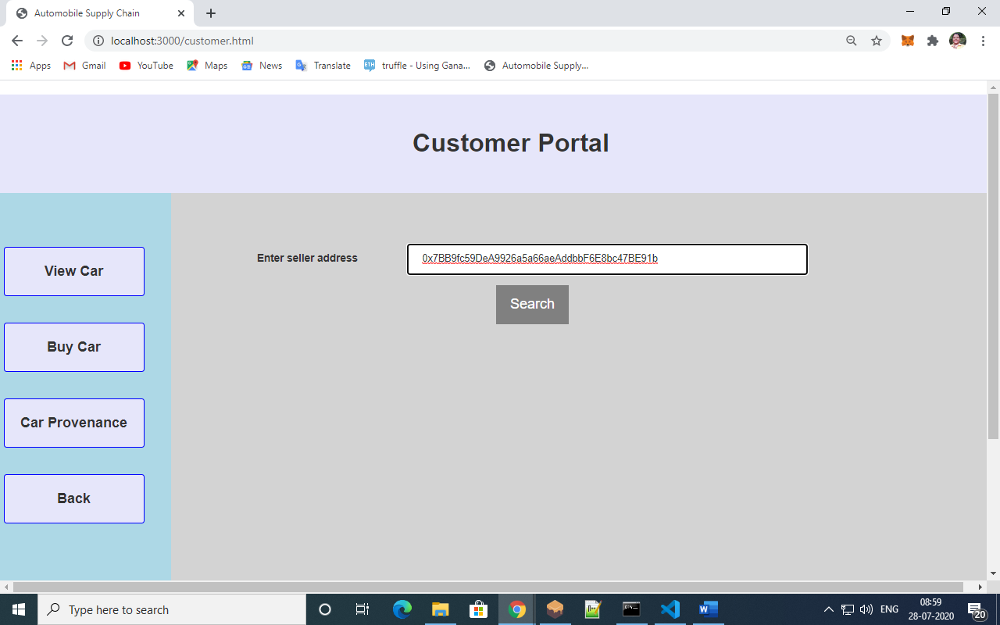 Automobile Supply Chain
localhost:3000/customer.html
Apps Gmail YouTube Maps News Translate truffle - Using Gana... Automobile Supply...
Customer Portal
View Car
Buy Car
Car Provenance
Back
Enter seller address 0x7BB9fc59DeA9926a5a66aeAddbbF6E8bc47BE91b
Search
Type here to search
ENG
08:59
28-07-2020
20